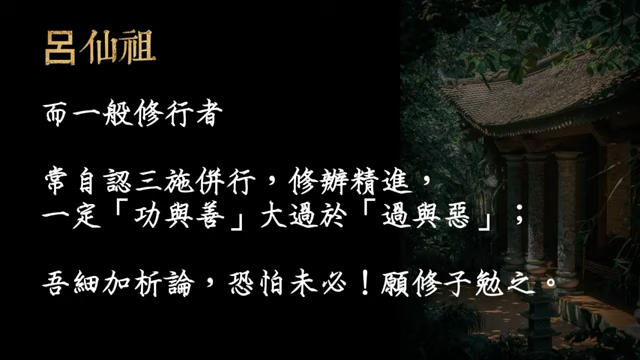 呂仙祖
而一般修行者
常自認三施併行，修辦精進，
一定「功與善」大過於「過與惡」；
吾細加析論，恐怕未必！願修子勉之。